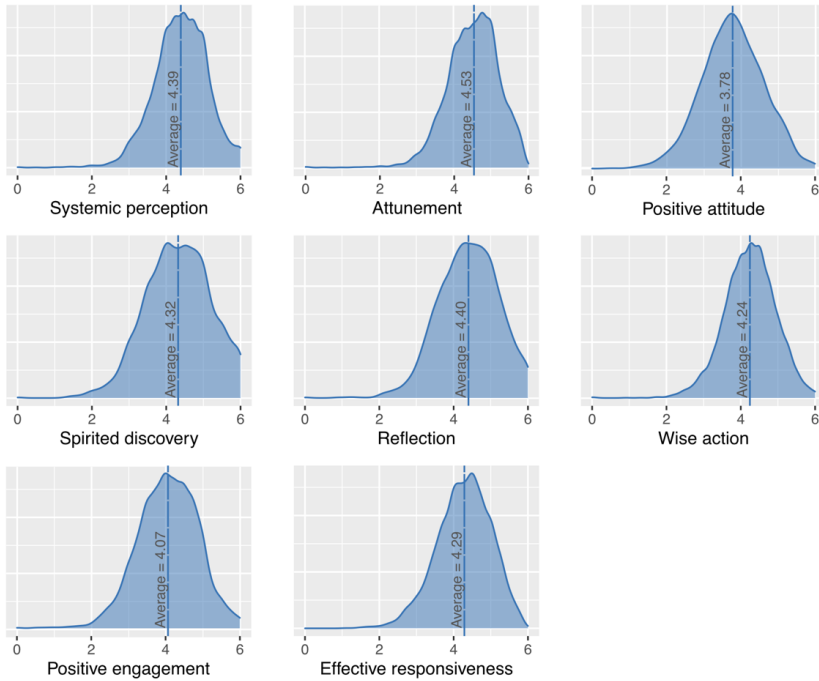 Average = 4.39
0 2 4 6
Systemic perception
Average = 4.53
0 2 4 6
Attunement
Average = 3.78
0 2 4 6
Positive attitude
Average = 4.32
0 2 4 6
Spirited discovery
Average = 4.40
0 2 4 6
Reflection
Average = 4.24
0 2 4 6
Wise action
Average = 4.07
0 2 4 6
Positive engagement
Average = 4.29
0 2 4 6
Effective responsiveness